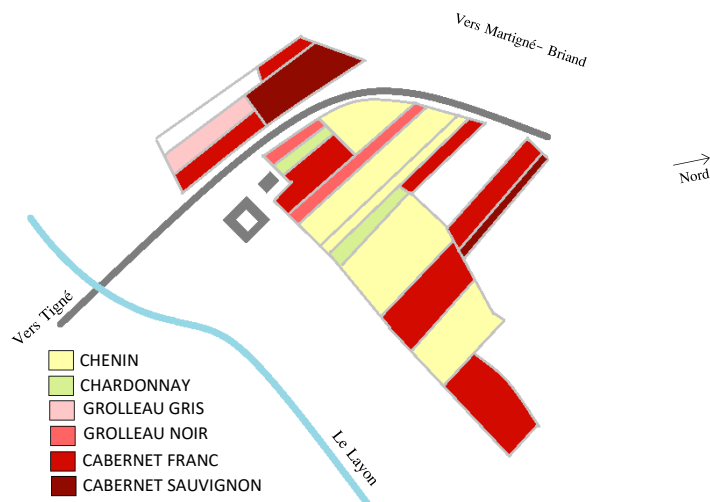 Vers Martigné- Briand
Nord
Vers Tigné
Le Layon
CHENIN
CHARDONNAY
GROLLEAU GRIS
GROLLEAU NOIR
CABERNET FRANC
CABERNET SAUVIGNON